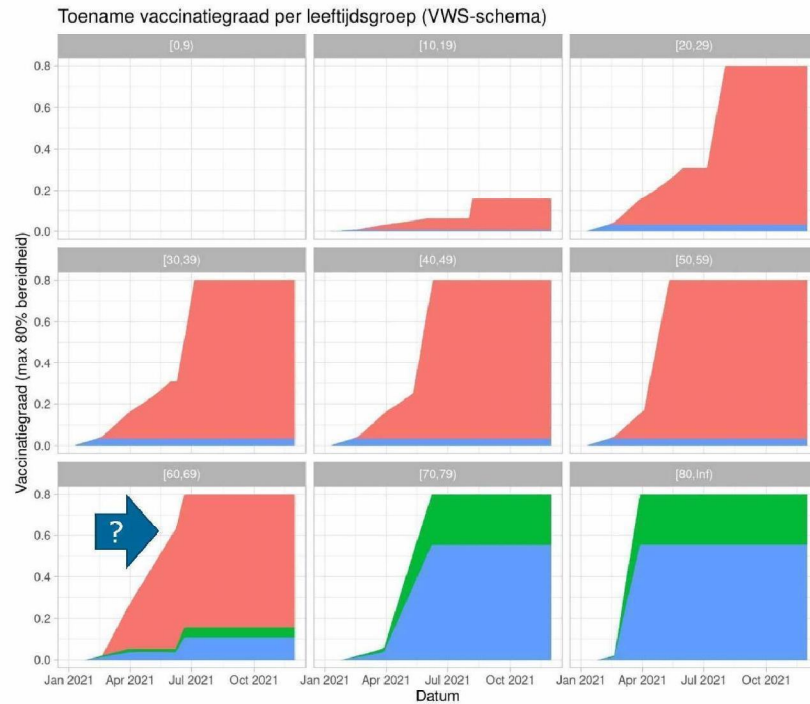 Toename vaccinatiegraad per leeftijdsgroep (VWS-schema)
[0,9) [10,19) [20,29)
0.8
0.6
0.4
0.2
0.0
[30,39) [40,49) [50,59)
0.8
0.6
0.4
0.2
0.0
Vaccinatiegraad (max 80% bereidheid)
[60,69) [70,79) [80,Inf)
0.8
?
0.6
0.4
0.2
0.0
Jan 2021 Apr 2021 Jul 2021 Oct 2021 Jan 2021 Apr 2021 Jul 2021 Oct 2021 Jan 2021 Apr 2021 Jul 2021 Oct 2021
Datum